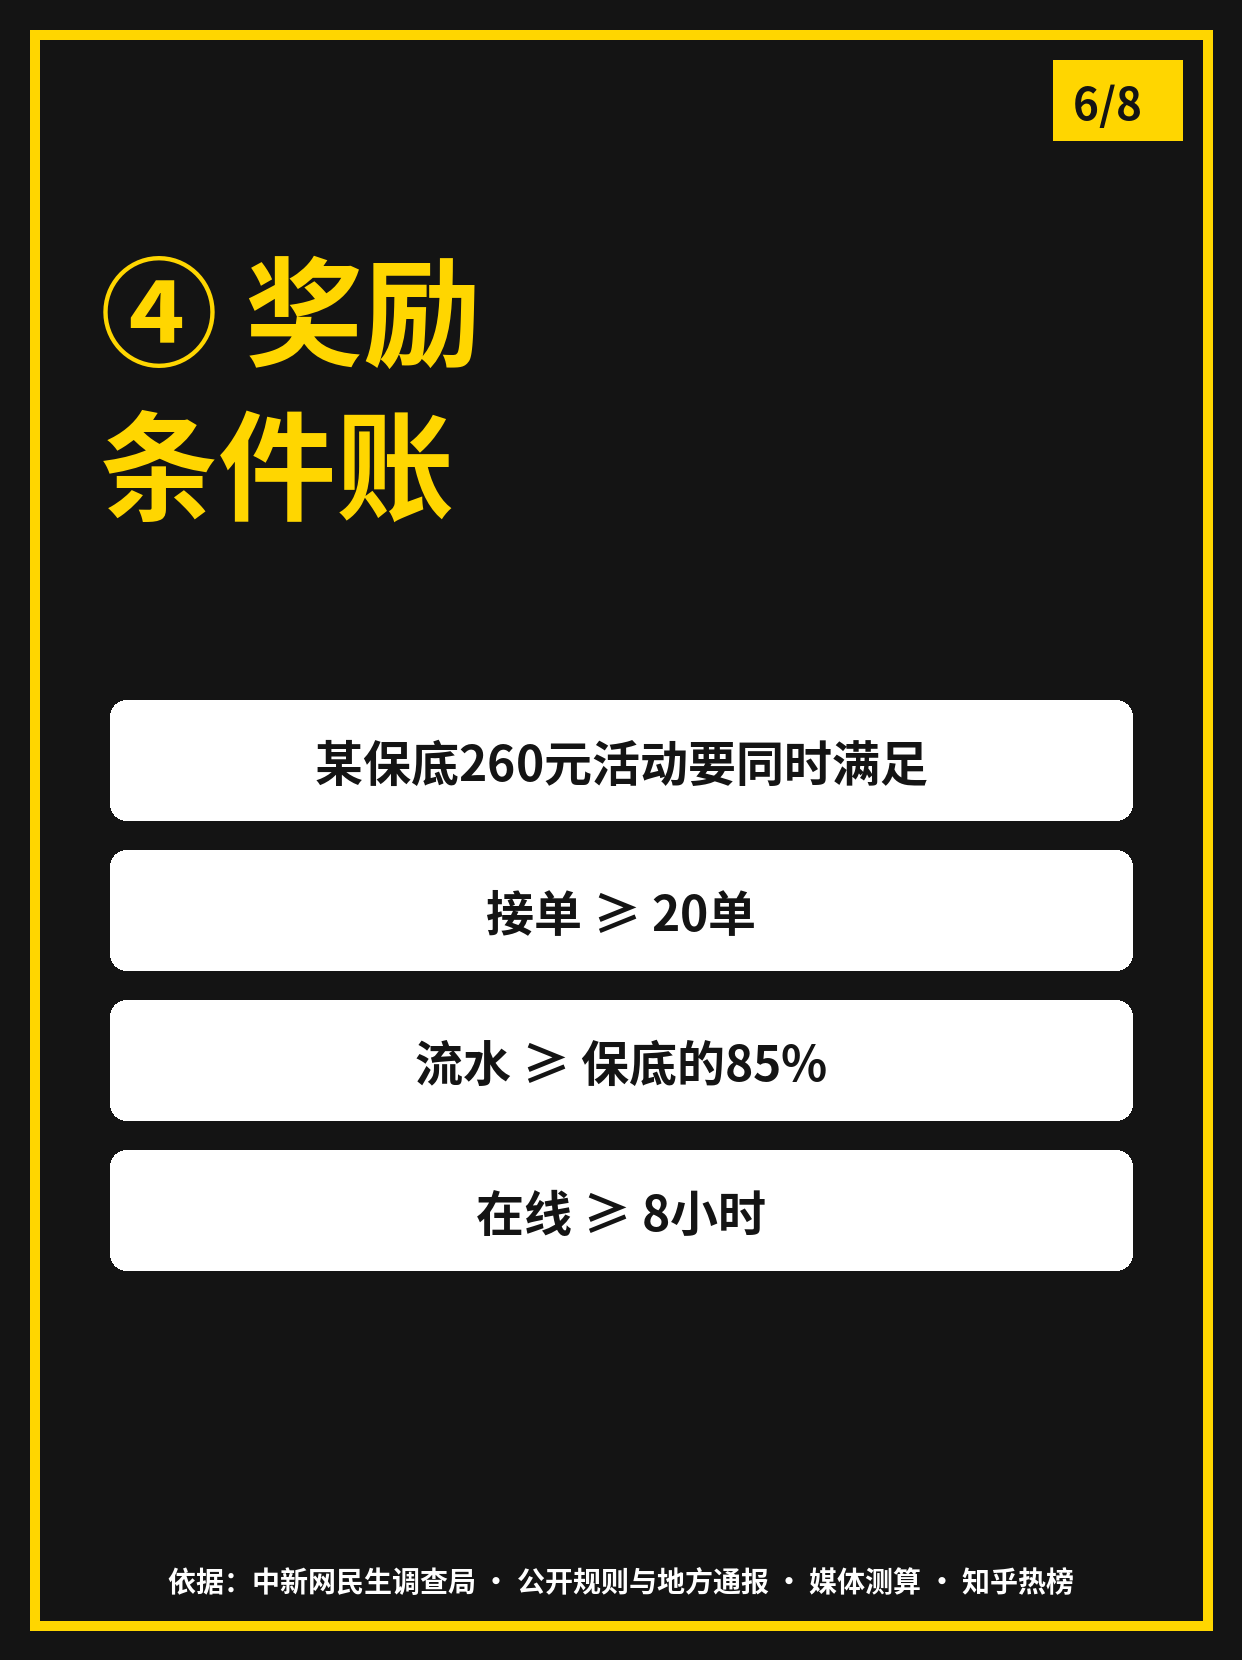 6/8
④ 奖励
条件账
某保底260元活动要同时满足
接单 ≥ 20单
流水 ≥ 保底的85%
在线 ≥ 8小时
依据：中新网民生调查局 · 公开规则与地方通报 · 媒体测算 · 知乎热榜